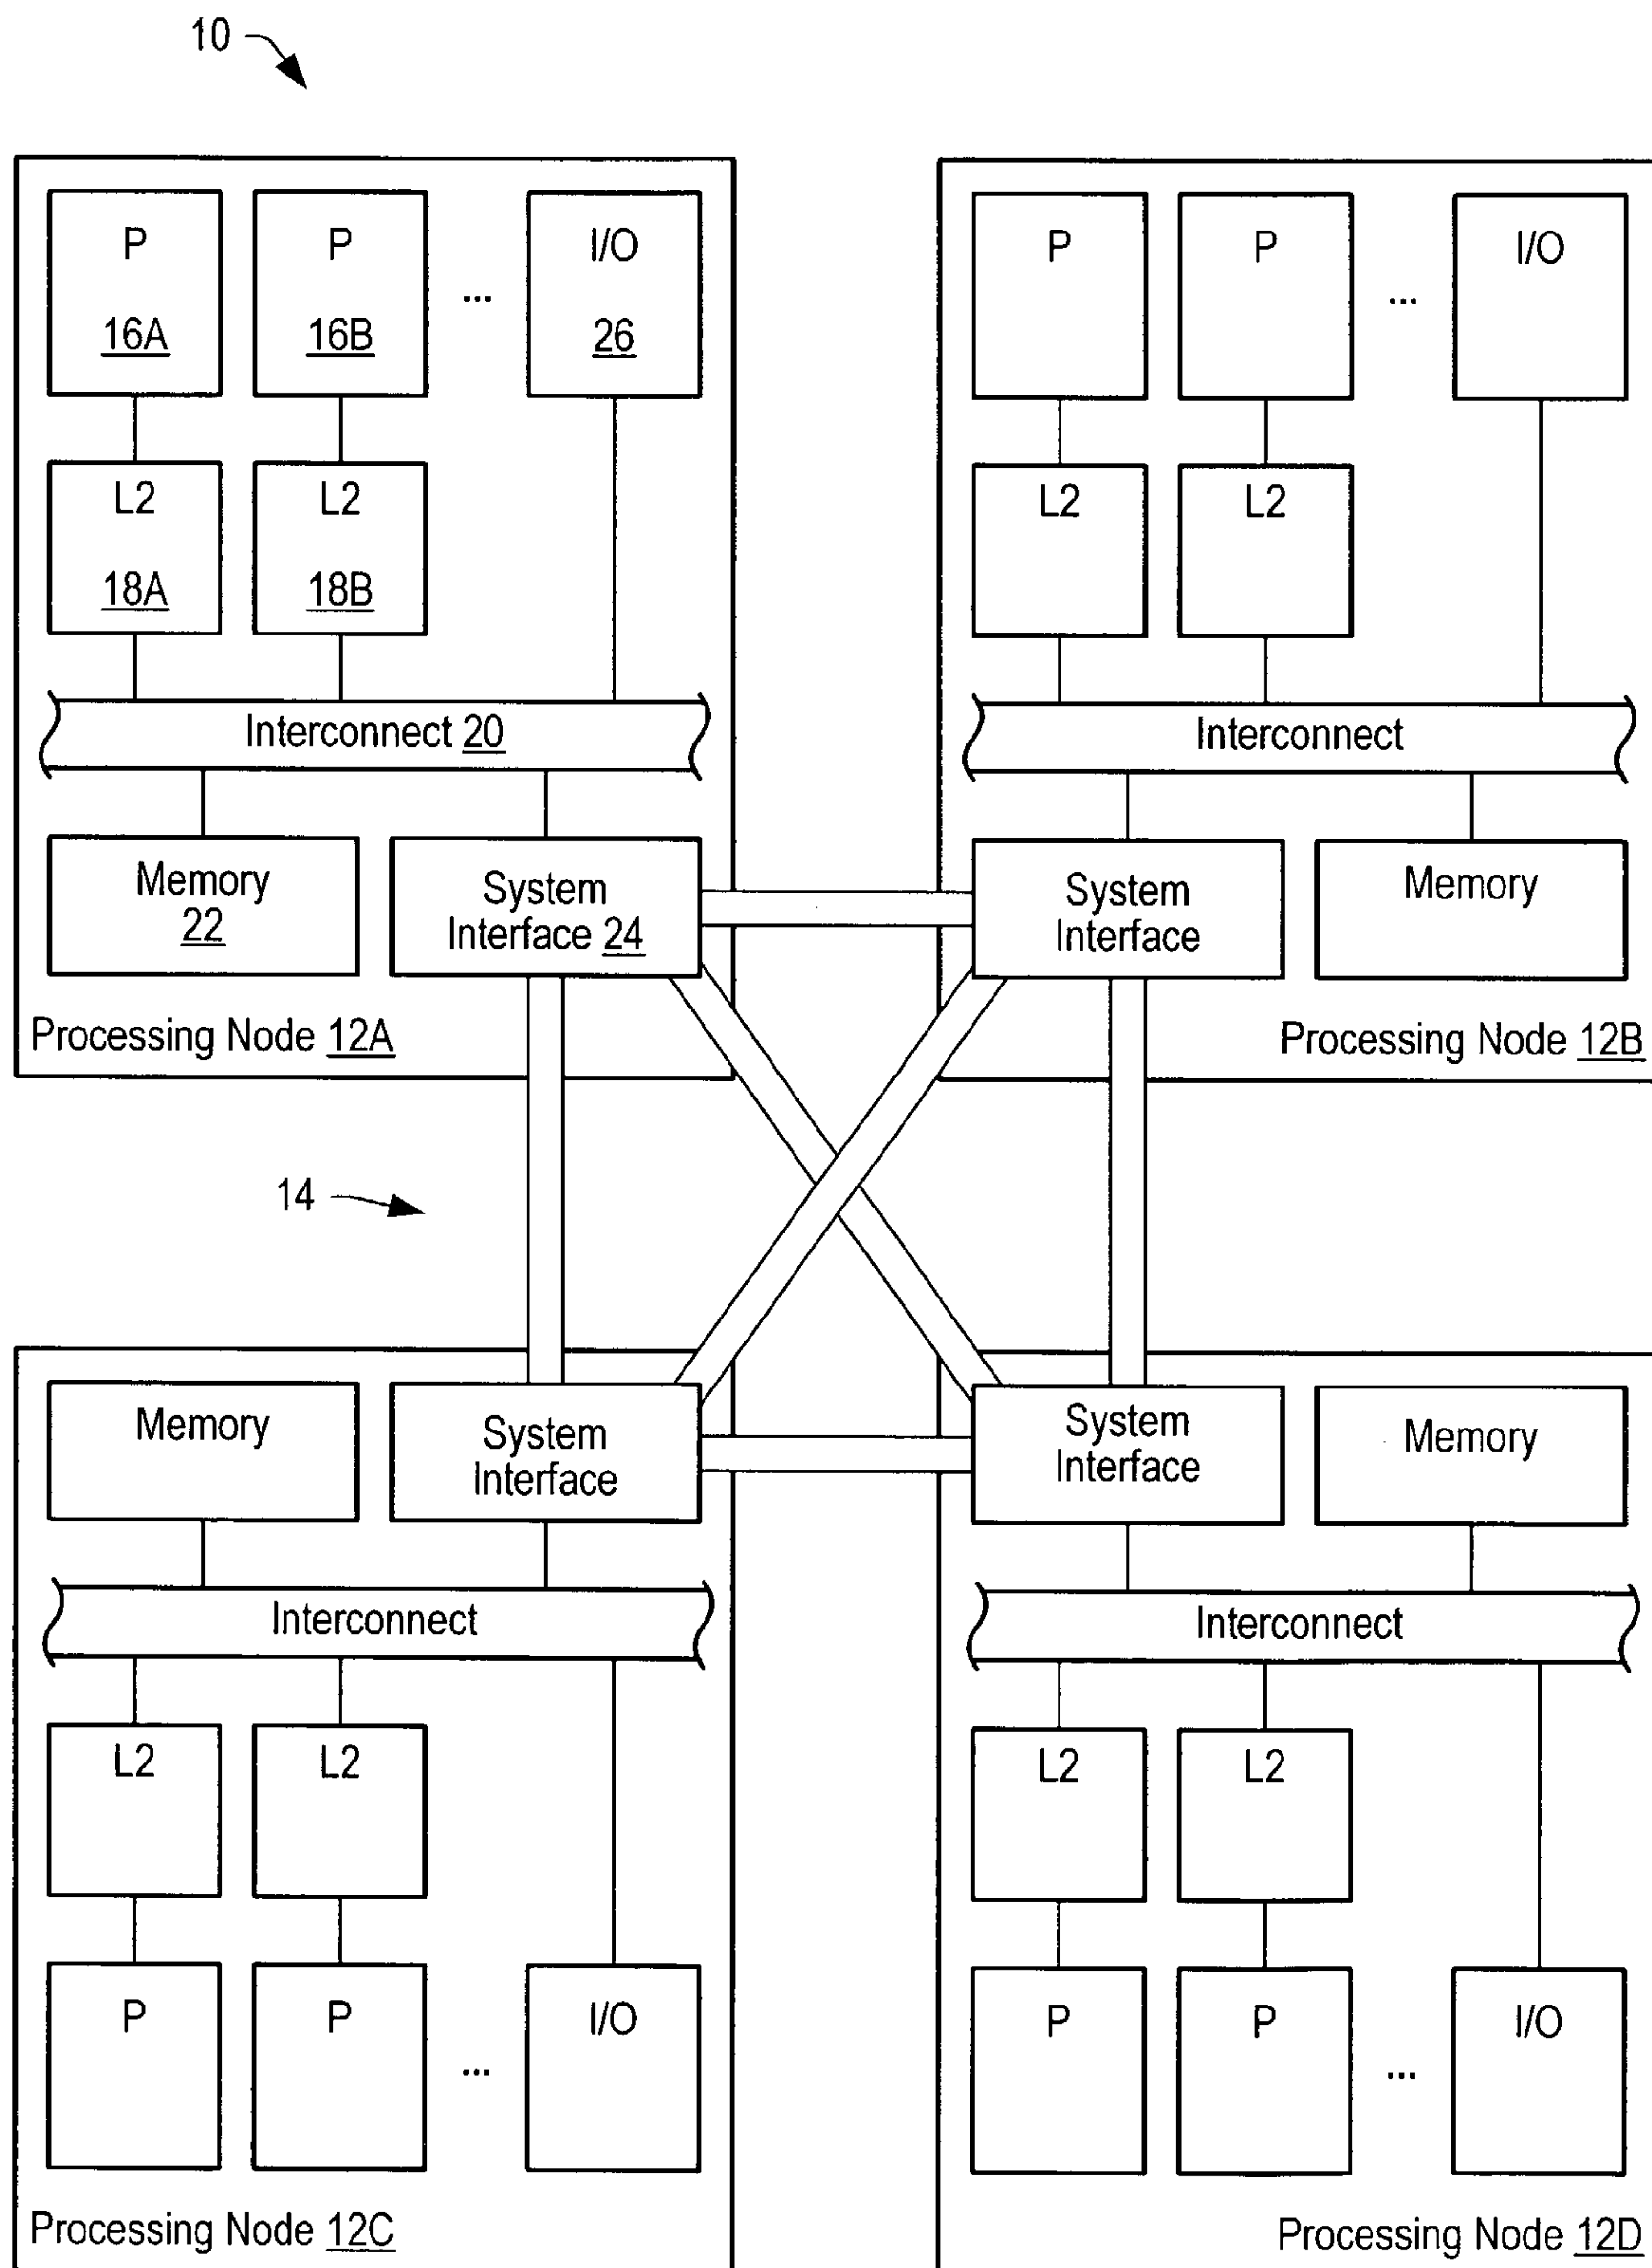 10
P
16A
P
16B
...
I/O
26
L2
18A
L2
18B
Interconnect 20
Memory
22
System
Interface 24
Processing Node 12A
P
P
...
I/O
L2
L2
Interconnect
System
Interface
Memory
Processing Node 12B
14
Memory
System
Interface
Interconnect
L2
L2
P
P
...
I/O
Processing Node 12C
System
Interface
Memory
Interconnect
L2
L2
P
P
...
I/O
Processing Node 12D